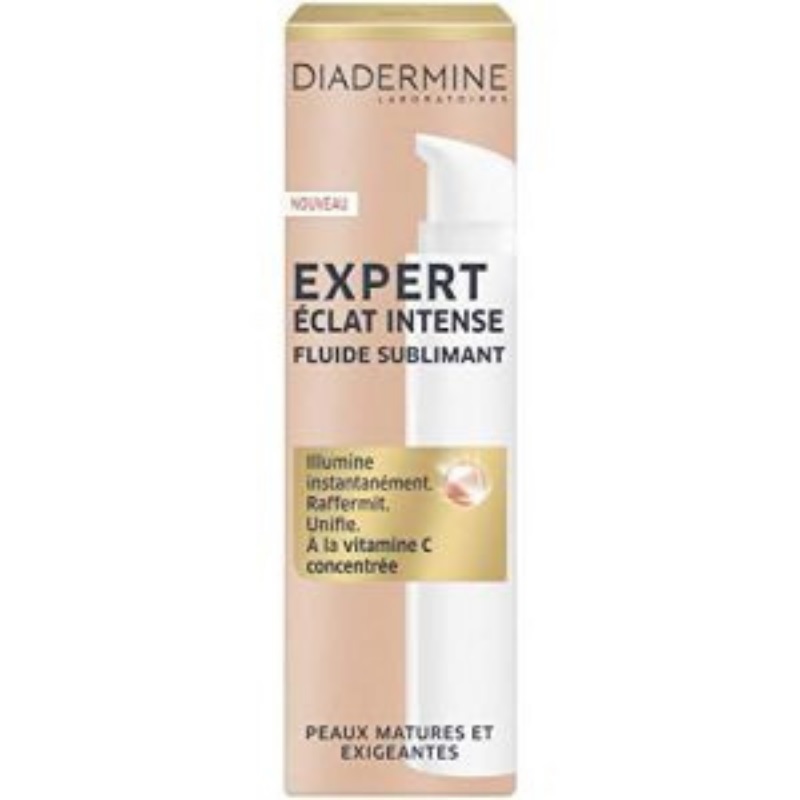 DIADERMINE
LABORATOIRES
NOUVEAU
EXPERT
ÉCLAT INTENSE
FLUIDE SUBLIMANT
Illumine
instantanément.
Raffermit.
Unifie.
A la vitamine C
concentrée
PEAUX MATURES ET
EXIGEANTES